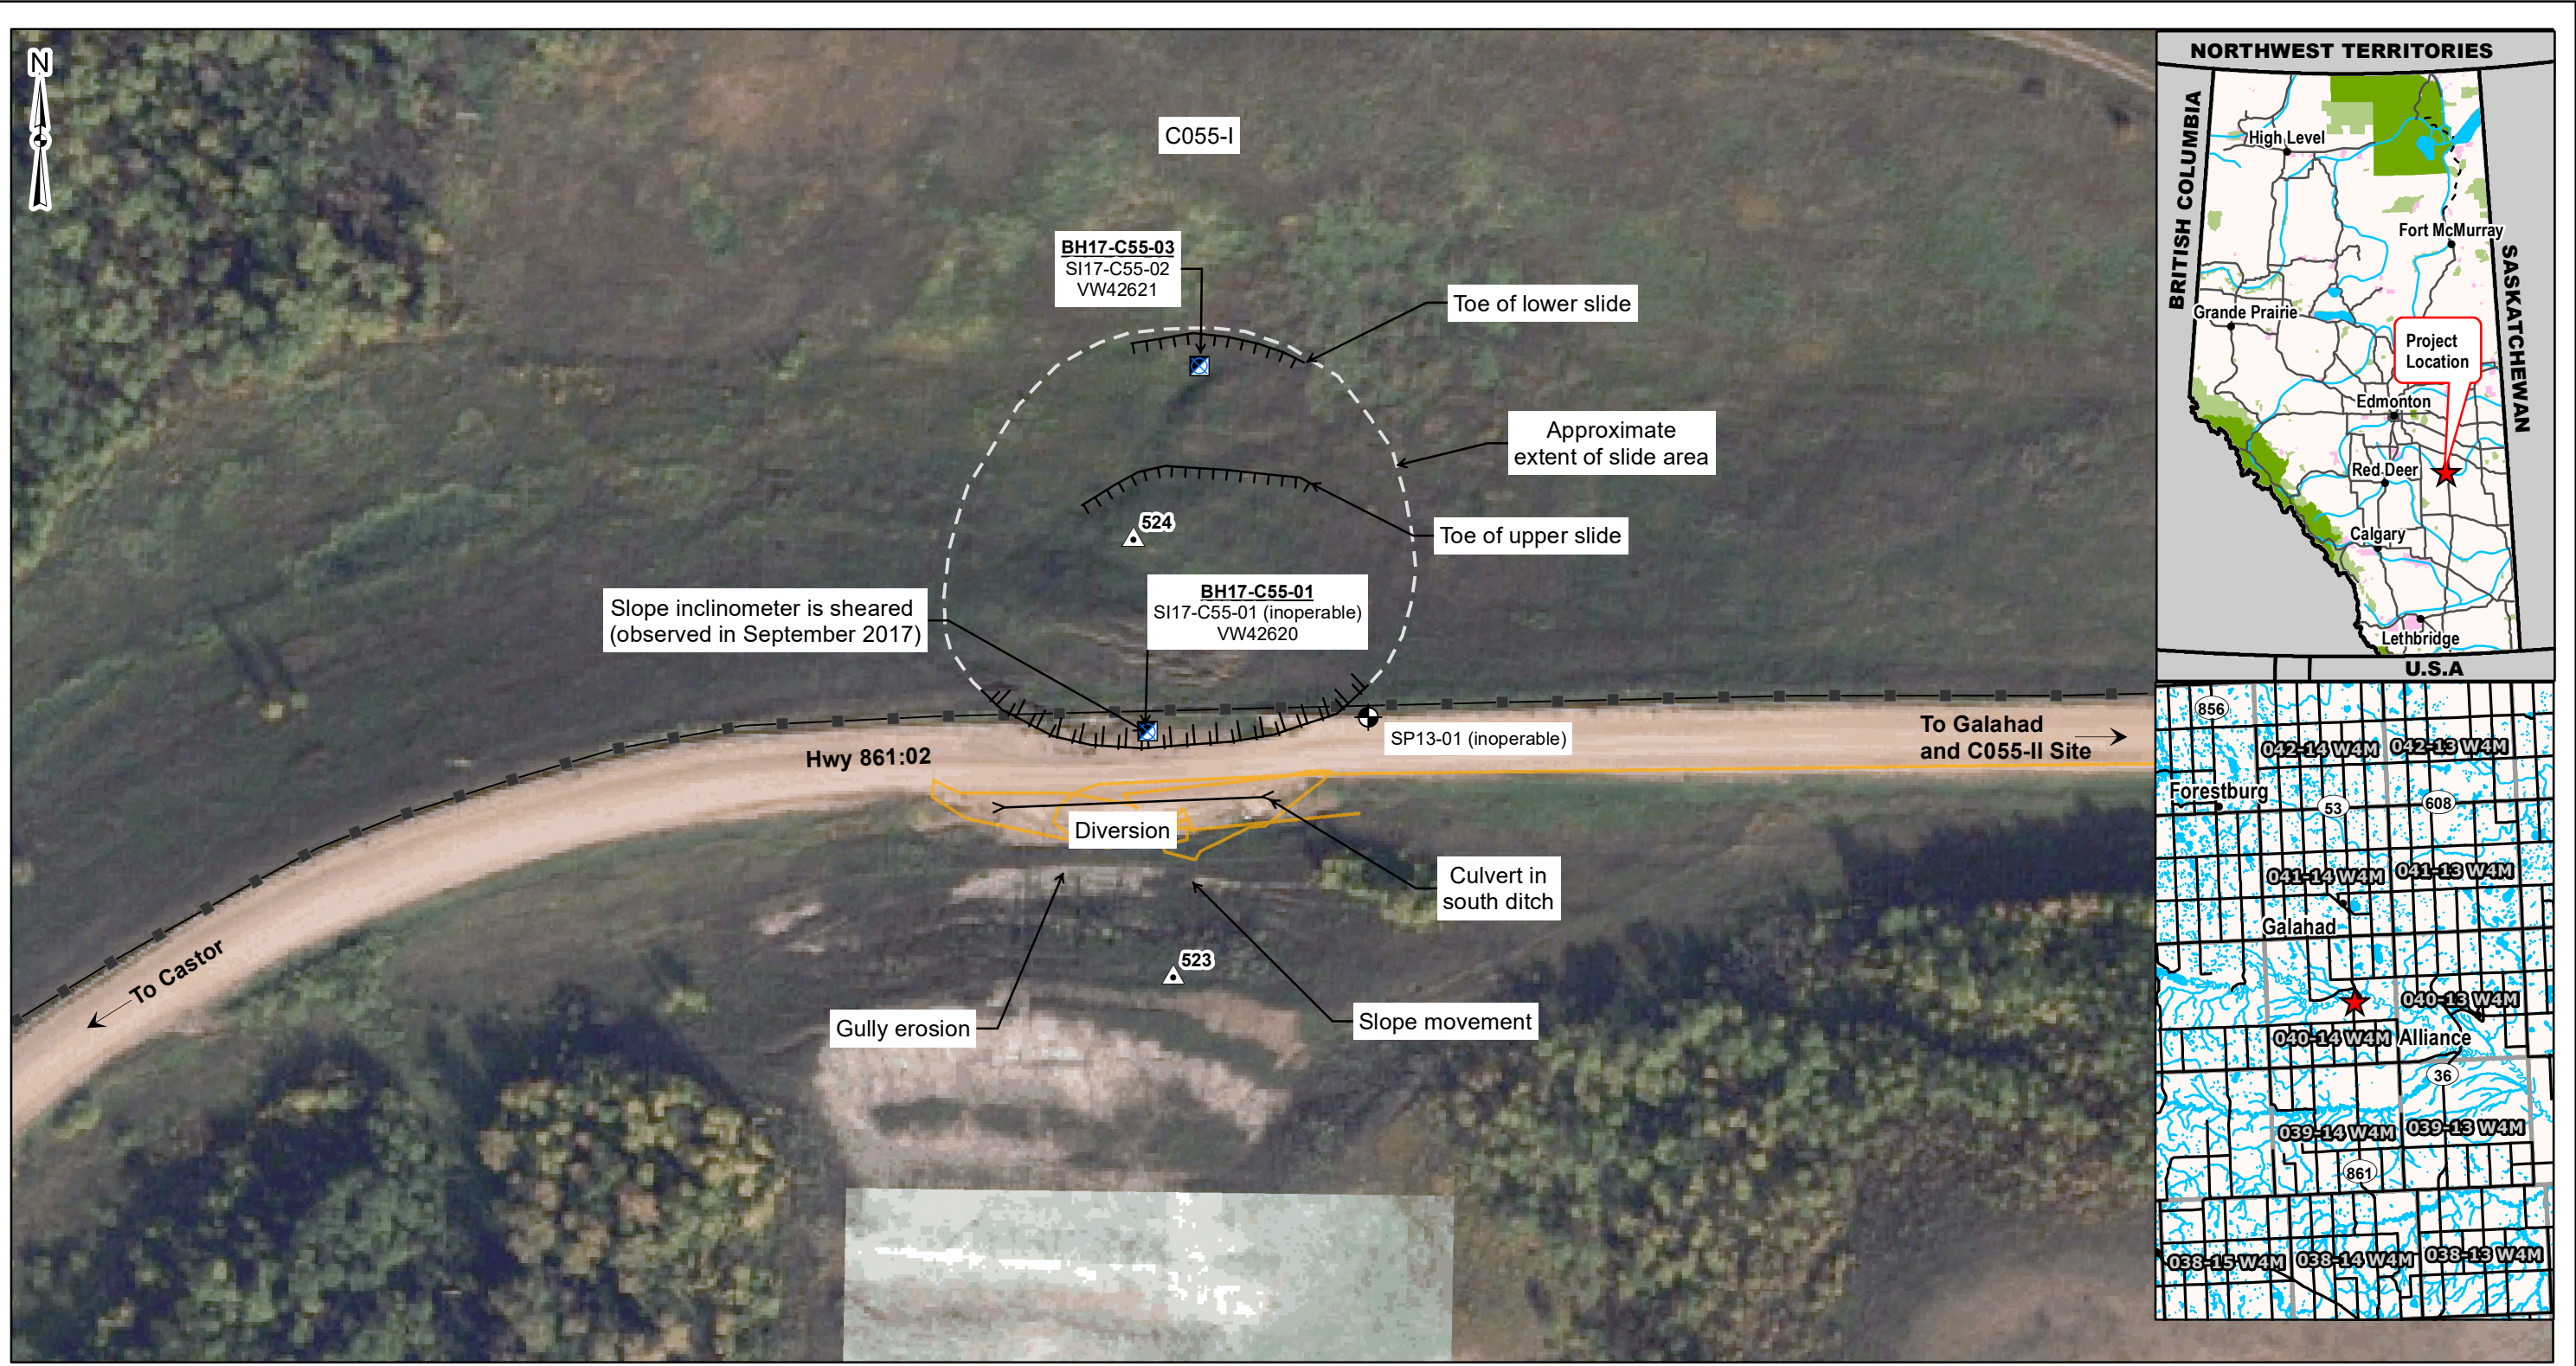 N
C055-I
BH17-C55-03
SI17-C55-02
VW42621
Toe of lower slide
Approximate
extent of slide area
524
Toe of upper slide
BH17-C55-01
SI17-C55-01 (inoperable)
VW42620
Slope inclinometer is sheared
(observed in September 2017)
SP13-01 (inoperable)
Hwy 861:02
To Galahad
and C055-II Site
Diversion
Culvert in
south ditch
To Castor
523
Gully erosion
Slope movement
NORTHWEST TERRITORIES
BRITISH COLUMBIA
SASKATCHEWAN
High Level
Fort McMurray
Grande Prairie
Project
Location
Edmonton
Red Deer
Calgary
Lethbridge
U.S.A
856
042-14 W4M
042-13 W4M
Forestburg
53
608
041-14 W4M
041-13 W4M
Galahad
040-13 W4M
040-14 W4M
Alliance
36
039-14 W4M
039-13 W4M
861
038-15 W4M
038-14 W4M
038-13 W4M